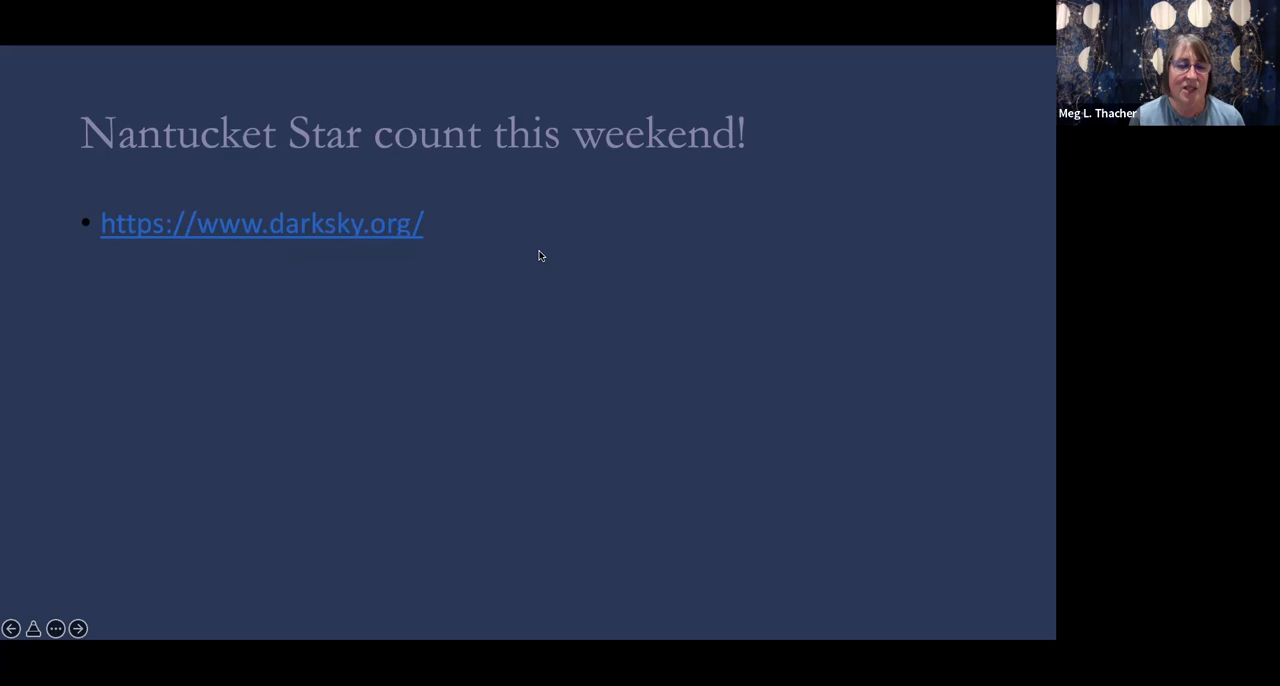 Nantucket Star count this weekend!
• https://www.darksky.org/
Meg L. Thacher